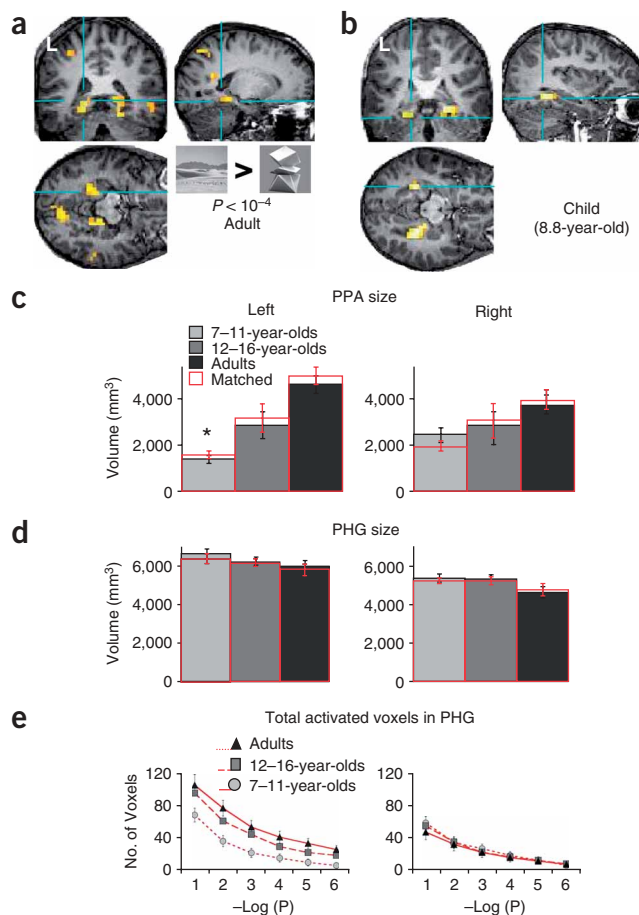 a
b
L
L
>
P < 10⁻⁴
Adult
Child
(8.8-year-old)
c
PPA size
Left
Right
7–11-year-olds
12–16-year-olds
Adults
Matched
Volume (mm³)
4,000
2,000
0
*
Volume (mm³)
4,000
2,000
0
d
PHG size
Volume (mm³)
6,000
4,000
2,000
0
Volume (mm³)
6,000
4,000
2,000
0
e
Total activated voxels in PHG
Adults
12–16-year-olds
7–11-year-olds
No. of Voxels
120
80
40
0
1 2 3 4 5 6
–Log (P)
120
80
40
0
1 2 3 4 5 6
–Log (P)